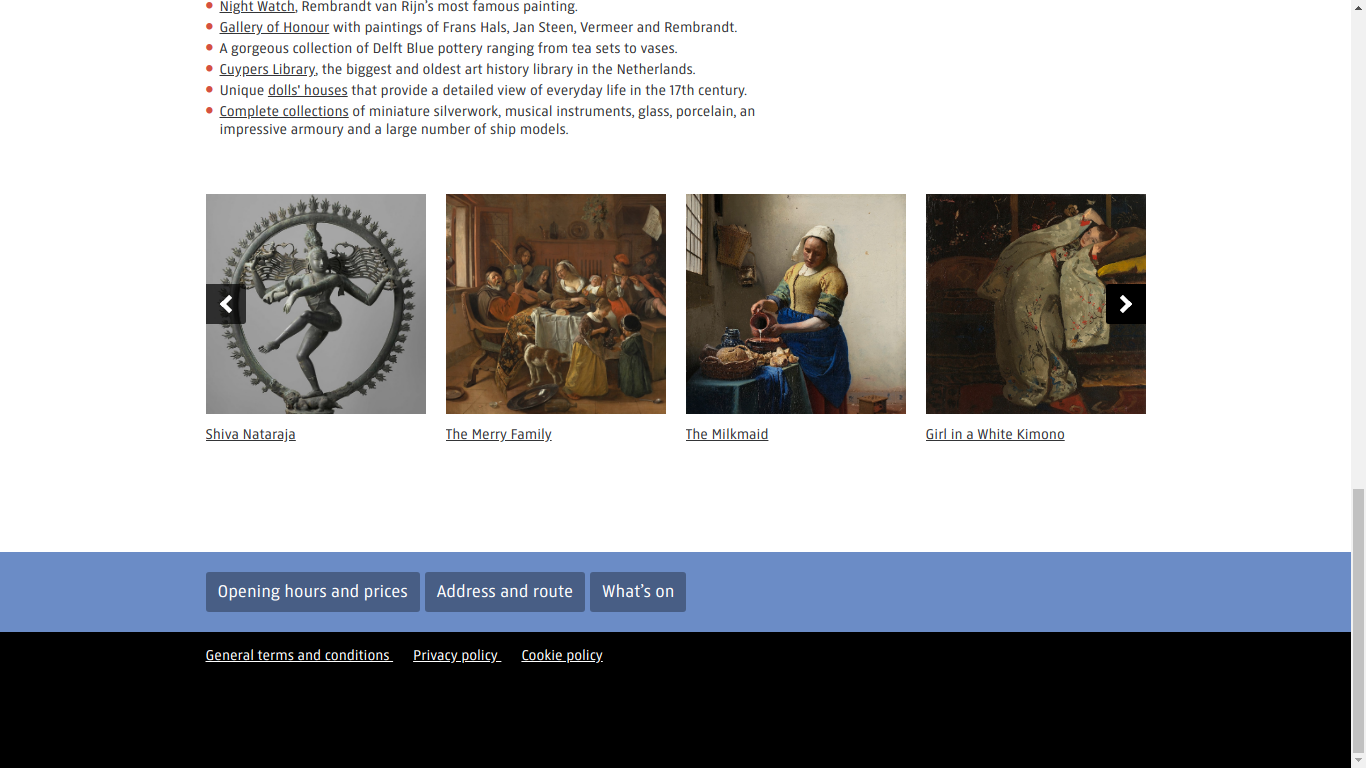 Night Watch, Rembrandt van Rijn’s most famous painting.
Gallery of Honour with paintings of Frans Hals, Jan Steen, Vermeer and Rembrandt.
A gorgeous collection of Delft Blue pottery ranging from tea sets to vases.
Cuypers Library, the biggest and oldest art history library in the Netherlands.
Unique dolls' houses that provide a detailed view of everyday life in the 17th century.
Complete collections of miniature silverwork, musical instruments, glass, porcelain, an
impressive armoury and a large number of ship models.
Shiva Nataraja
The Merry Family
The Milkmaid
Girl in a White Kimono
Opening hours and prices
Address and route
What’s on
General terms and conditions
Privacy policy
Cookie policy